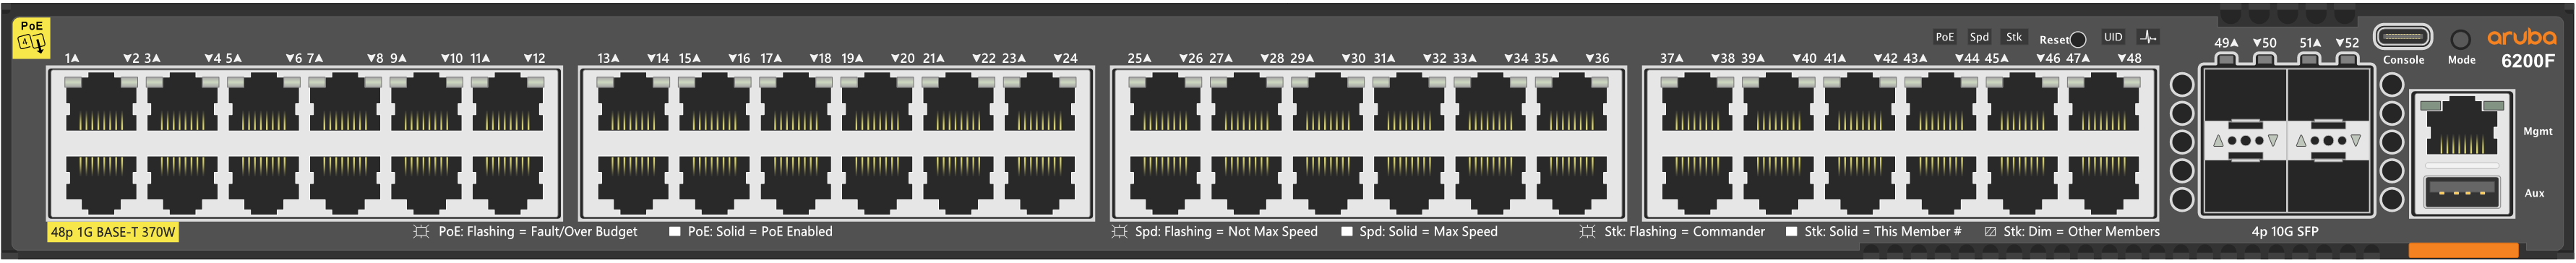 PoE
4 1
PoE Spd Stk Reset UID
1▲ ▼2 3▲ ▼4 5▲ ▼6 7▲ ▼8 9▲ ▼10 11▲ ▼12 13▲ ▼14 15▲ ▼16 17▲ ▼18 19▲ ▼20 21▲ ▼22 23▲ ▼24 25▲ ▼26 27▲ ▼28 29▲ ▼30 31▲ ▼32 33▲ ▼34 35▲ ▼36 37▲ ▼38 39▲ ▼40 41▲ ▼42 43▲ ▼44 45▲ ▼46 47▲ ▼48
49▲ ▼50 51▲ ▼52
Console
Mode
aruba
6200F
Mgmt
Aux
48p 1G BASE-T 370W
PoE: Flashing = Fault/Over Budget PoE: Solid = PoE Enabled
Spd: Flashing = Not Max Speed Spd: Solid = Max Speed
Stk: Flashing = Commander Stk: Solid = This Member # Stk: Dim = Other Members
4p 10G SFP